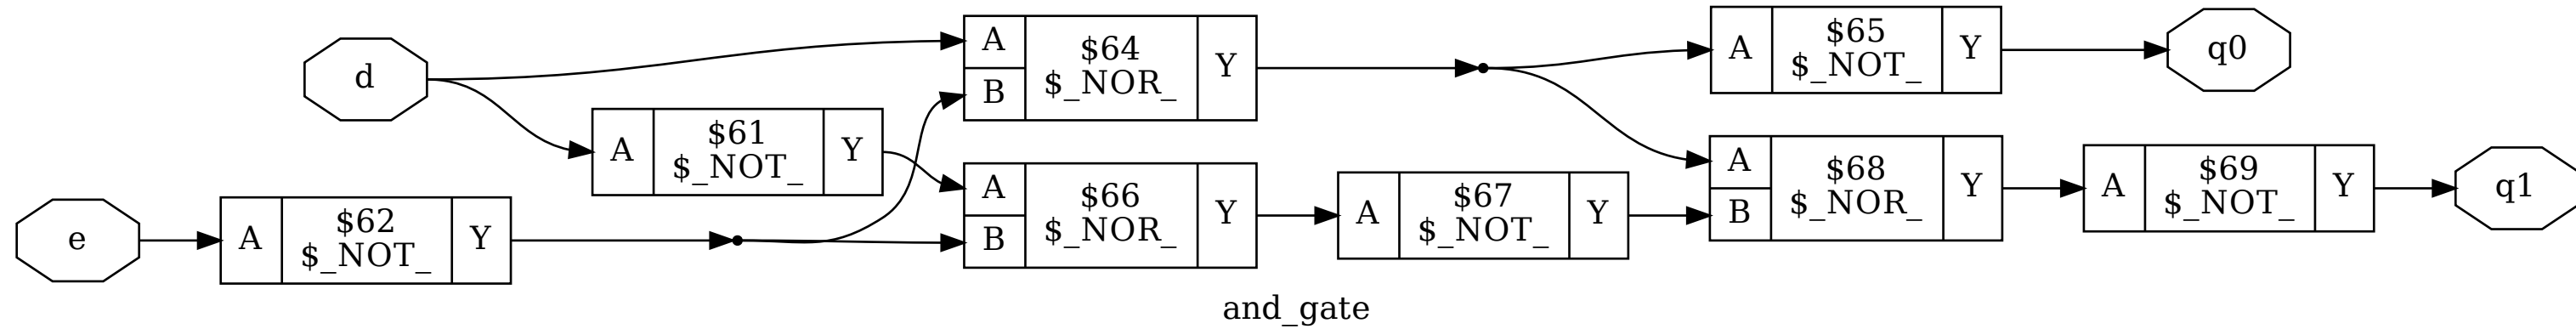 d
A
B
$64
$_NOR_
Y
A
$65
$_NOT_
Y
q0
A
$61
$_NOT_
Y
e
A
$62
$_NOT_
Y
A
B
$66
$_NOR_
Y
A
$67
$_NOT_
Y
A
B
$68
$_NOR_
Y
A
$69
$_NOT_
Y
q1
and_gate